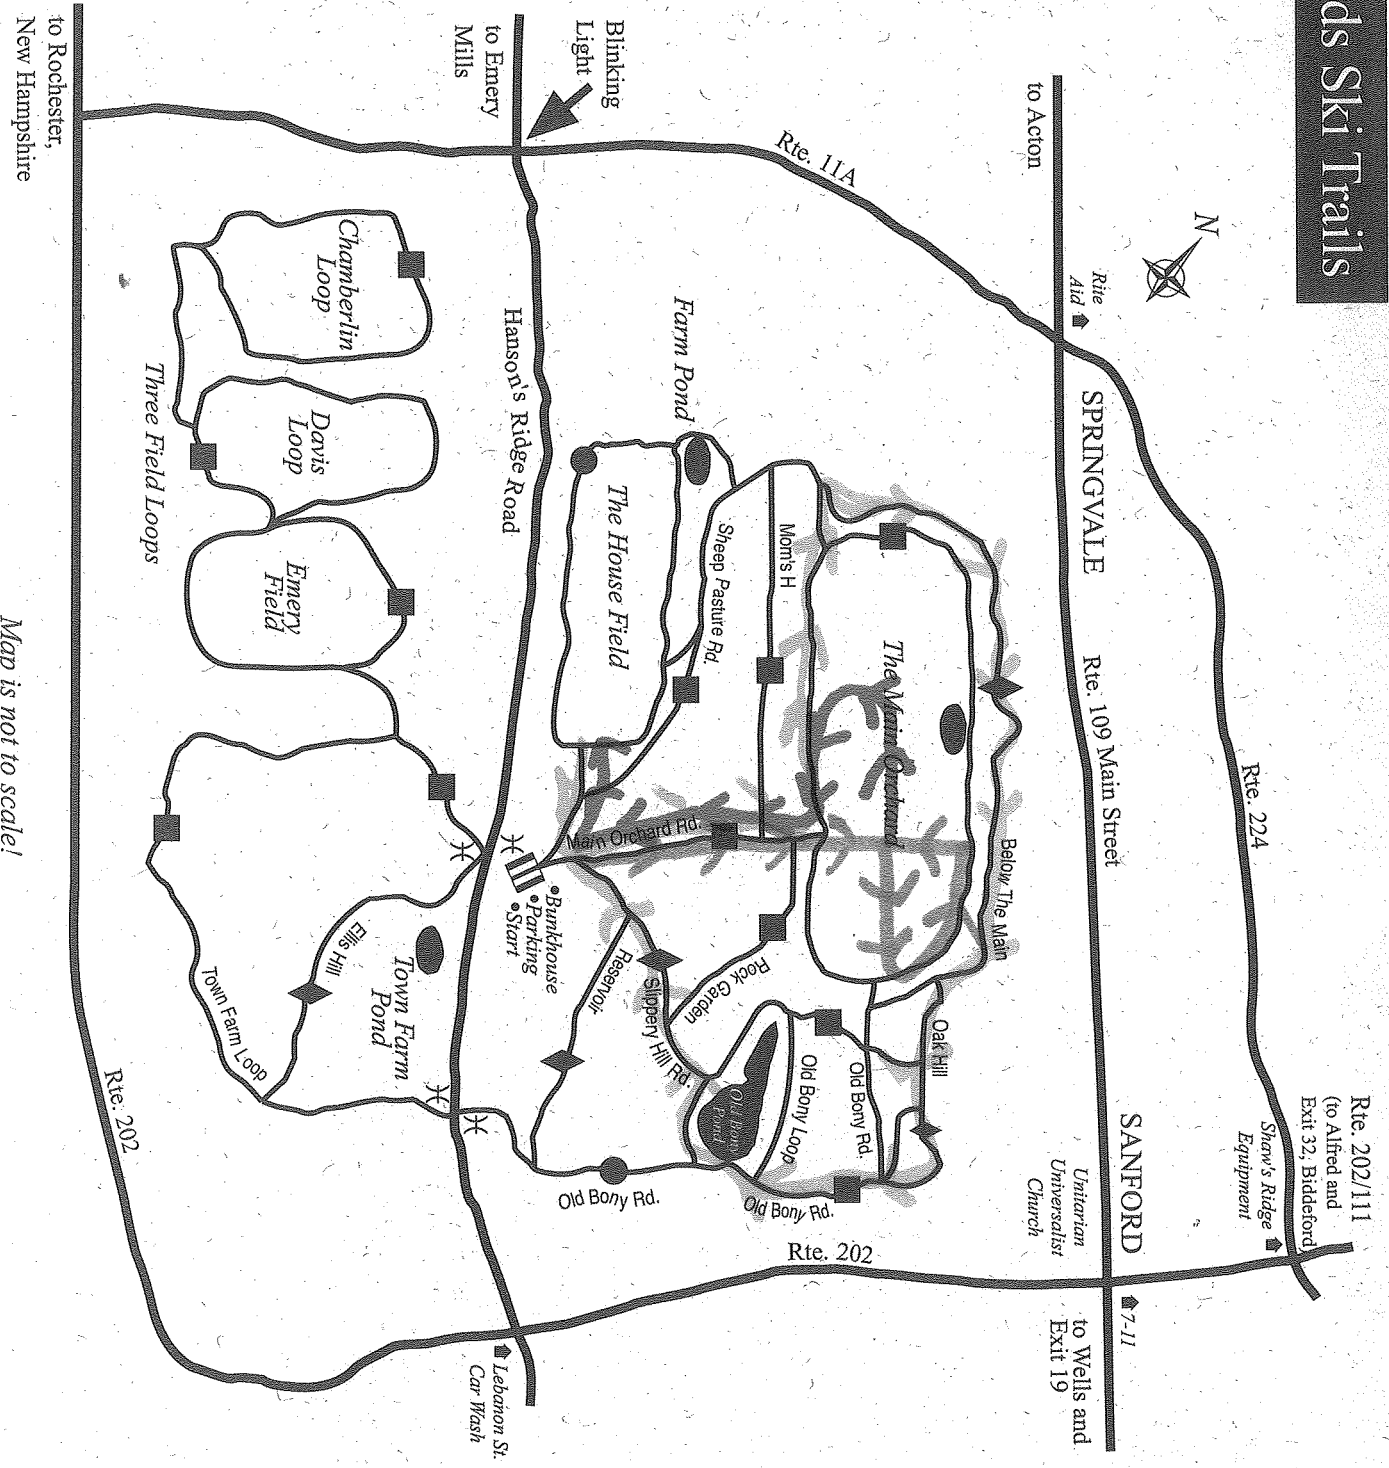 ds Ski Trails
N
Rte. 202/111
(to Alfred and
Exit 32, Biddeford
Shaw's Ridge
Equipment
Rte. 224
Rite
Aid
SPRINGVALE
Rte. 109 Main Street
SANFORD
Unitarian
Universalist
Church
7-11
to Wells and
Exit 19
to Acton
Rte. 11A
Blinking
Light
to Emery
Mills
Hanson's Ridge Road
Farm Pond
The House Field
Sheep Pasture Rd.
Mom's H
The Main Orchard
Below The Main
Main Orchard Rd.
Bunkhouse
Parking
Start
Reservoir
Slippery Hill Rd.
Rock Garden
Old Bony Loop
Old Bony Rd.
Oak Hill
Old Bony
Pond
Old Bony Rd.
Old Bony Rd.
Rte. 202
Lebanon St.
Car Wash
Chamberlin
Loop
Davis
Loop
Emery
Field
Three Field Loops
Ellis Hill
Town Farm
Pond
Town Farm Loop
Rte. 202
to Rochester,
New Hampshire
Map is not to scale!